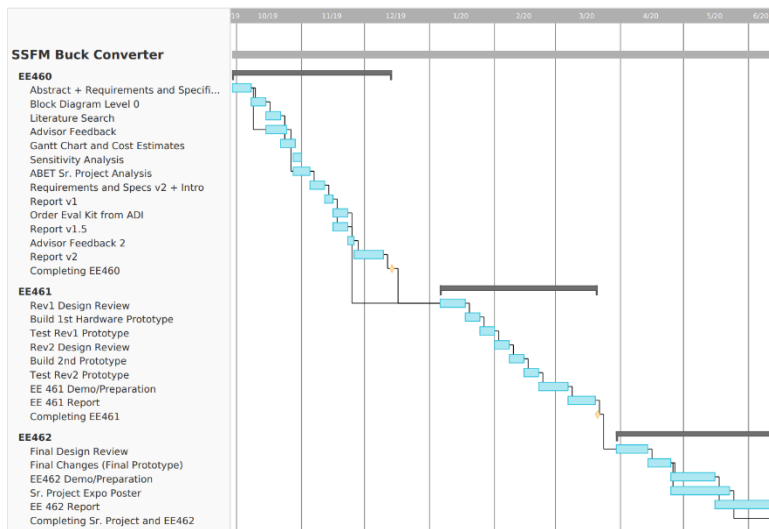 /19 10/19 11/19 12/19 1/20 2/20 3/20 4/20 5/20 6/20
SSFM Buck Converter
EE460
Abstract + Requirements and Specifi...
Block Diagram Level 0
Literature Search
Advisor Feedback
Gantt Chart and Cost Estimates
Sensitivity Analysis
ABET Sr. Project Analysis
Requirements and Specs v2 + Intro
Report v1
Order Eval Kit from ADI
Report v1.5
Advisor Feedback 2
Report v2
Completing EE460
EE461
Rev1 Design Review
Build 1st Hardware Prototype
Test Rev1 Prototype
Rev2 Design Review
Build 2nd Prototype
Test Rev2 Prototype
EE 461 Demo/Preparation
EE 461 Report
Completing EE461
EE462
Final Design Review
Final Changes (Final Prototype)
EE462 Demo/Preparation
Sr. Project Expo Poster
EE 462 Report
Completing Sr. Project and EE462